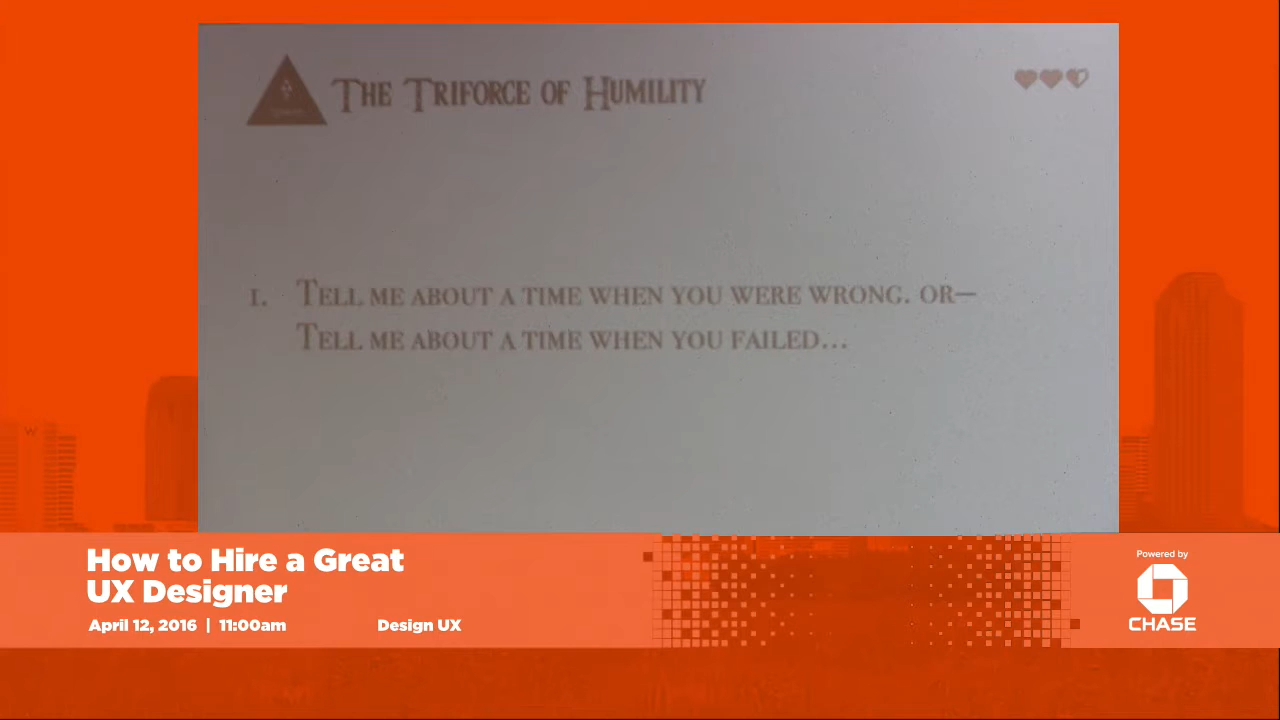 The Triforce of Humility
1. Tell me about a time when you were wrong. or—
Tell me about a time when you failed...
How to Hire a Great
UX Designer
April 12, 2016 | 11:00am
Design UX
Powered by
CHASE
W